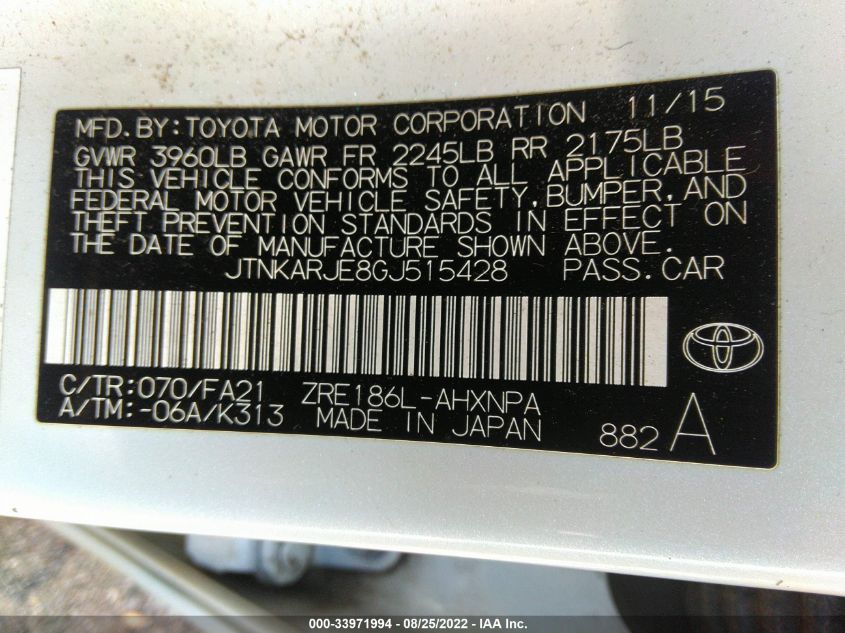 MFD. BY: TOYOTA MOTOR CORPORATION 11/15
GVWR 3960LB GAWR FR 2245LB RR 2175LB
THIS VEHICLE CONFORMS TO ALL APPLICABLE
FEDERAL MOTOR VEHICLE SAFETY, BUMPER, AND
THEFT PREVENTION STANDARDS IN EFFECT ON
THE DATE OF MANUFACTURE SHOWN ABOVE.
JTNKARJE8GJ515428 PASS. CAR
C/TR: 070/FA21 ZRE186L-AHXNPA
A/TM: -06A/K313 MADE IN JAPAN 882 A
000-33971994 - 08/25/2022 - IAA Inc.